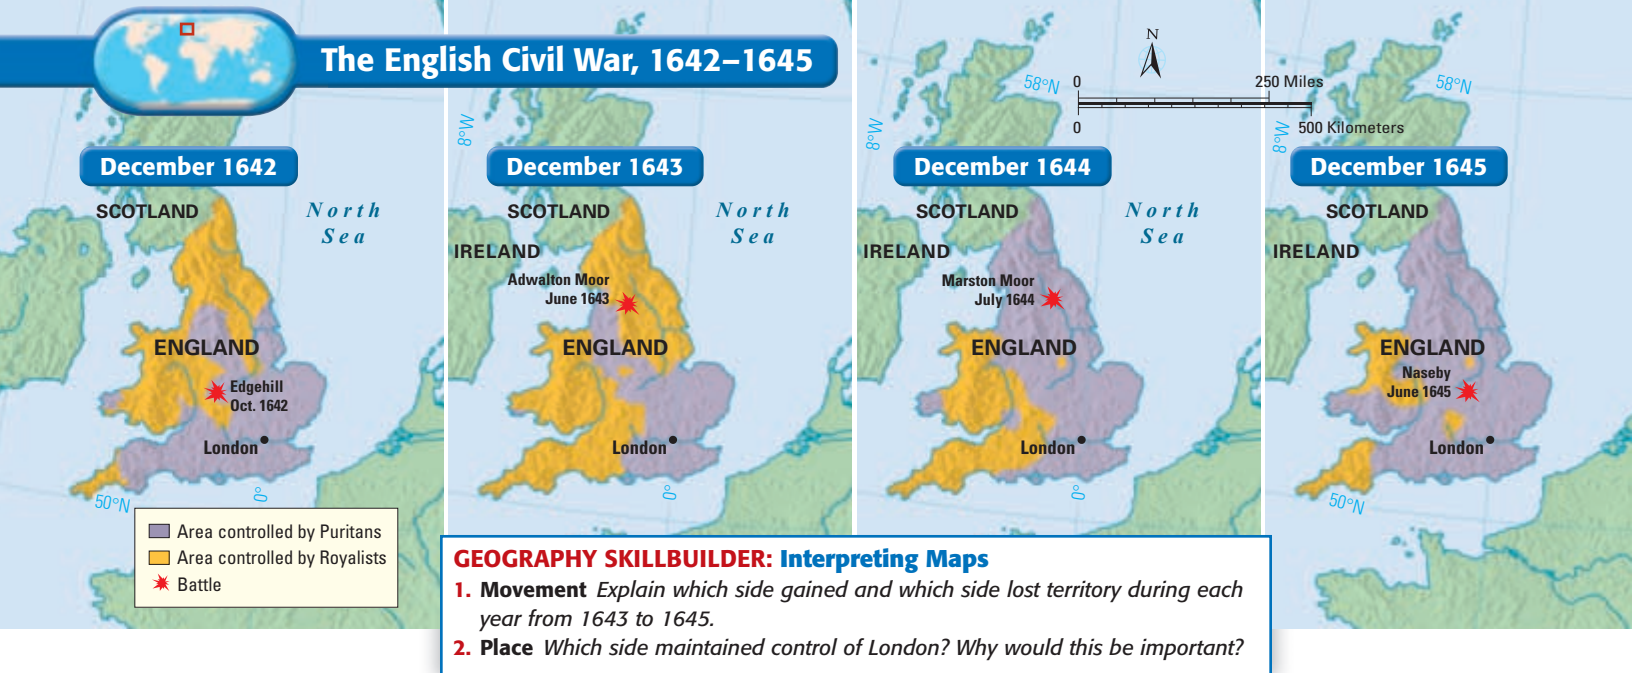 The English Civil War, 1642–1645
December 1642
SCOTLAND
North
Sea
ENGLAND
Edgehill
Oct. 1642
London
50°N
0°
Area controlled by Puritans
Area controlled by Royalists
Battle
December 1643
8°W
SCOTLAND
North
Sea
IRELAND
Adwalton Moor
June 1643
ENGLAND
London
0°
December 1644
58°N
8°W
N
0
250 Miles
0
500 Kilometers
SCOTLAND
North
Sea
IRELAND
Marston Moor
July 1644
ENGLAND
London
0°
December 1645
58°N
8°W
SCOTLAND
IRELAND
ENGLAND
Naseby
June 1645
London
50°N
GEOGRAPHY SKILLBUILDER: Interpreting Maps
1. Movement Explain which side gained and which side lost territory during each
year from 1643 to 1645.
2. Place Which side maintained control of London? Why would this be important?